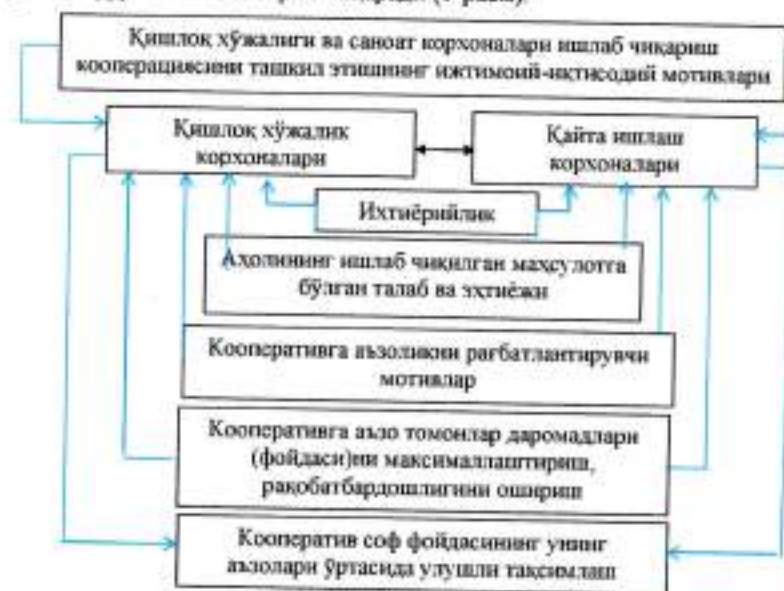 Қишлоқ хўжалиги ва саноат корхоналари ишлаб чиқариш
кооперациясини ташкил этишнинг ижтимоий-иқтисодий мотивлари
Қишлоқ хўжалик
корхоналари
Қайта ишлаш
корхоналари
Ихтиёрийлик
Аҳолининг ишлаб чиқилган маҳсулотга
бўлган талаб ва эҳтиёжи
Кооперативга аъзоликни рағбатлантирувчи
мотивлар
Кооперативга аъзо томонлар даромадлари
(фойдаси)ни максималлаштириш,
рақобатбардошлигини ошириш
Кооператив соф фойдасининг унинг
аъзолари ўртасида улушли тақсимлаш